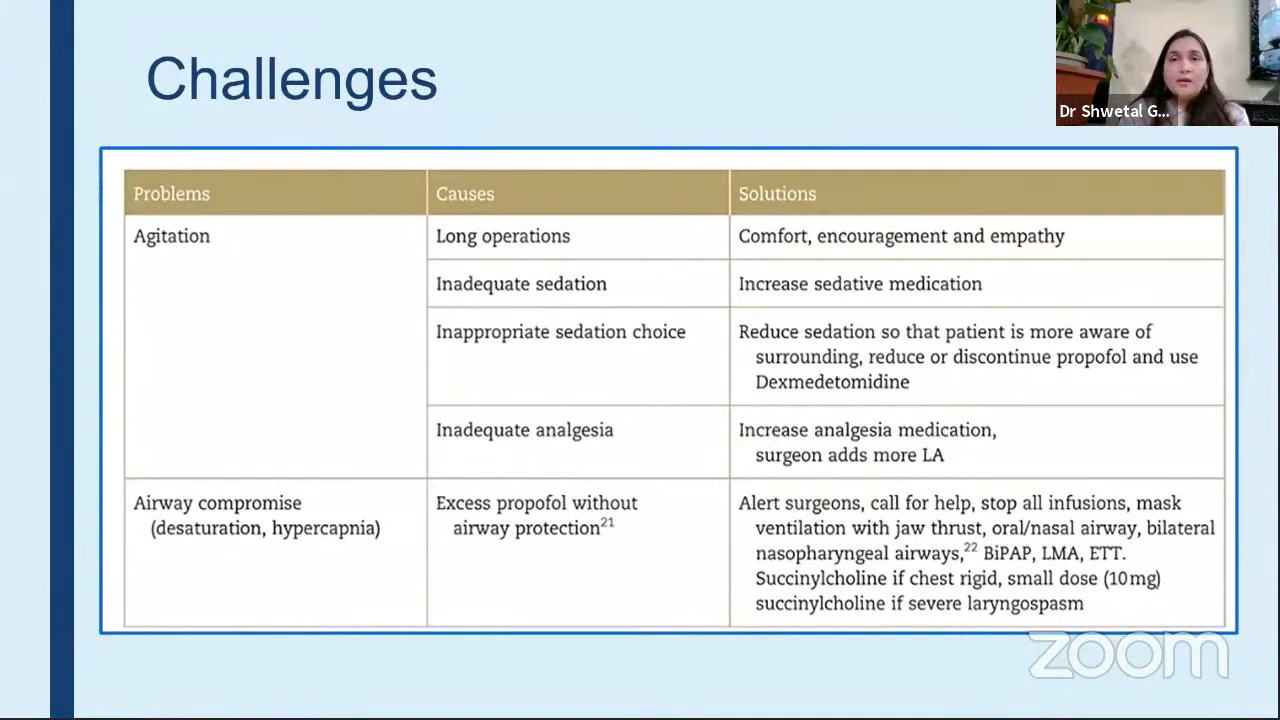 Challenges
Dr Shwetal G...
Problems
Causes
Solutions
Agitation
Long operations
Comfort, encouragement and empathy
Inadequate sedation
Increase sedative medication
Inappropriate sedation choice
Reduce sedation so that patient is more aware of
surrounding, reduce or discontinue propofol and use
Dexmedetomidine
Inadequate analgesia
Increase analgesia medication,
surgeon adds more LA
Airway compromise
(desaturation, hypercapnia)
Excess propofol without
airway protection21
Alert surgeons, call for help, stop all infusions, mask
ventilation with jaw thrust, oral/nasal airway, bilateral
nasopharyngeal airways,22 BiPAP, LMA, ETT.
Succinylcholine if chest rigid, small dose (10 mg)
succinylcholine if severe laryngospasm
zoom